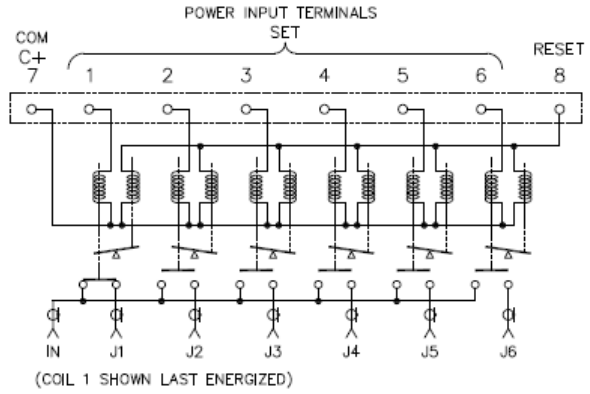 POWER INPUT TERMINALS
SET
COM
C+
7 1 2 3 4 5 6 8
RESET
IN J1 J2 J3 J4 J5 J6
(COIL 1 SHOWN LAST ENERGIZED)